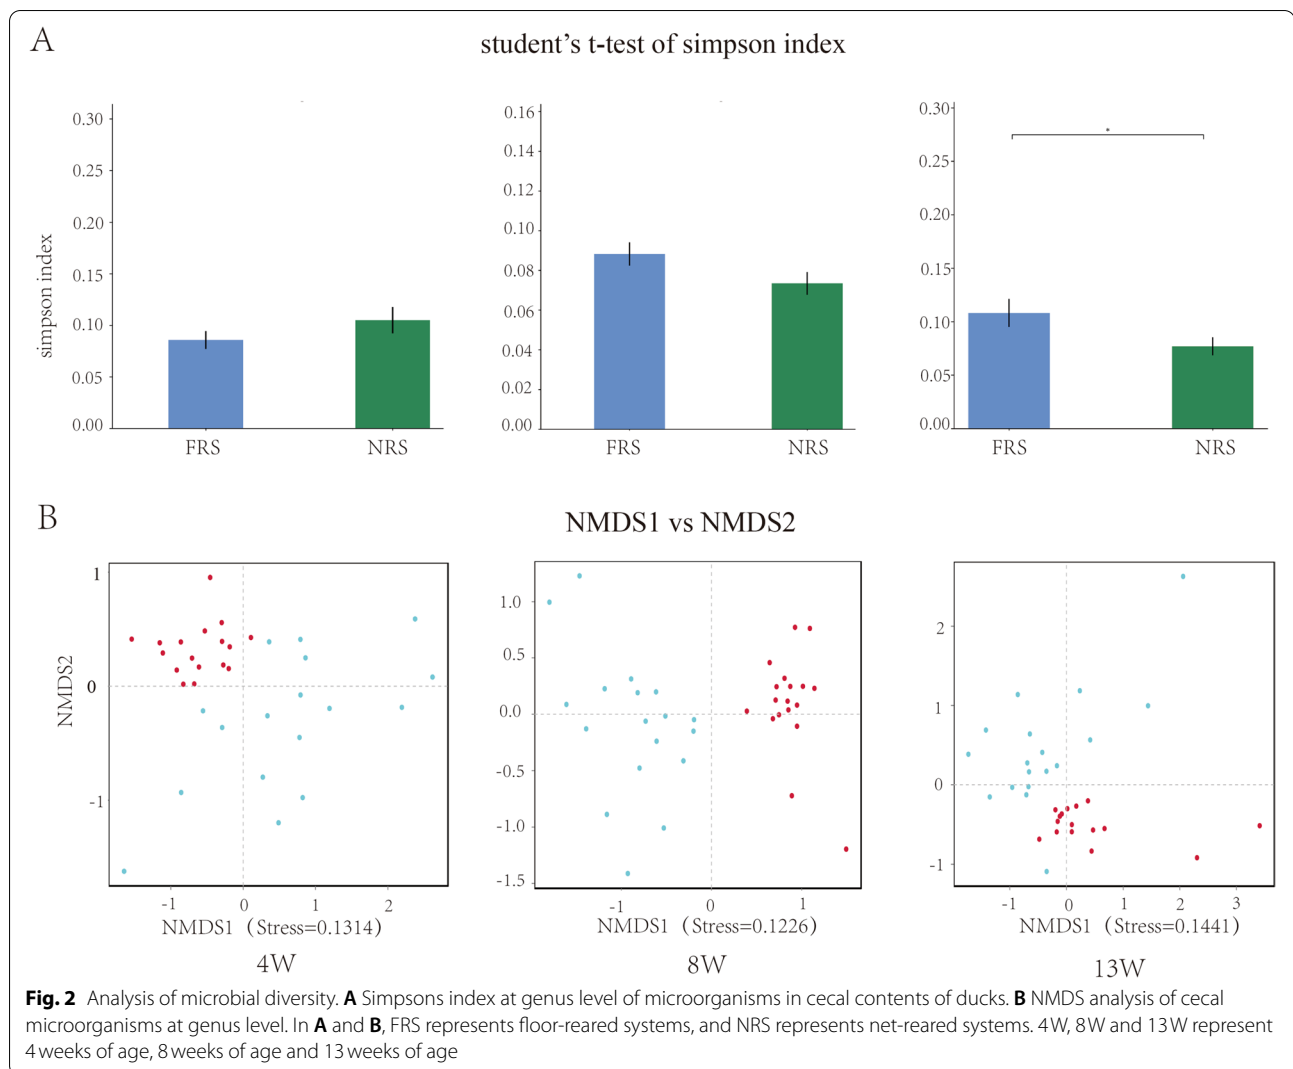 A
student's t-test of simpson index
simpson index
0.30
0.25
0.20
0.15
0.10
0.05
0.00
FRS NRS
0.16
0.14
0.12
0.10
0.08
0.06
0.04
0.02
0.00
FRS NRS
0.30
0.25
0.20
0.15
0.10
0.05
0.00
*
FRS NRS
B
NMDS1 vs NMDS2
NMDS2
1
0
-1
-1 0 1 2
NMDS1 (Stress=0.1314)
4W
1.0
0.5
0.0
-0.5
-1.0
-1.5
-1 0 1
NMDS1 (Stress=0.1226)
8W
2
1
0
-1
-1 0 1 2 3
NMDS1 (Stress=0.1441)
13W
Fig. 2 Analysis of microbial diversity. A Simpsons index at genus level of microorganisms in cecal contents of ducks. B NMDS analysis of cecal
microorganisms at genus level. In A and B, FRS represents floor-reared systems, and NRS represents net-reared systems. 4 W, 8 W and 13 W represent
4 weeks of age, 8 weeks of age and 13 weeks of age